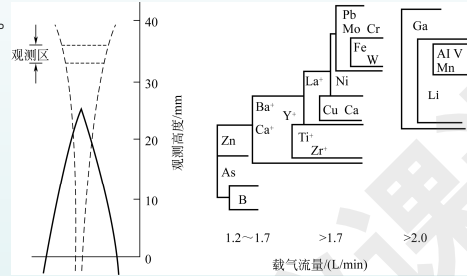 观测区
40
30
20
10
0
观测高度/mm
Pb
Mo Cr
Fe
W
La⁺
Ni
Ba⁺
Y⁺
Cu Ca
Ca⁺
Zn
Ti⁺
Zr⁺
As
B
Ga
Al V
Mn
Li
1.2～1.7
>1.7
>2.0
载气流量/(L/min)